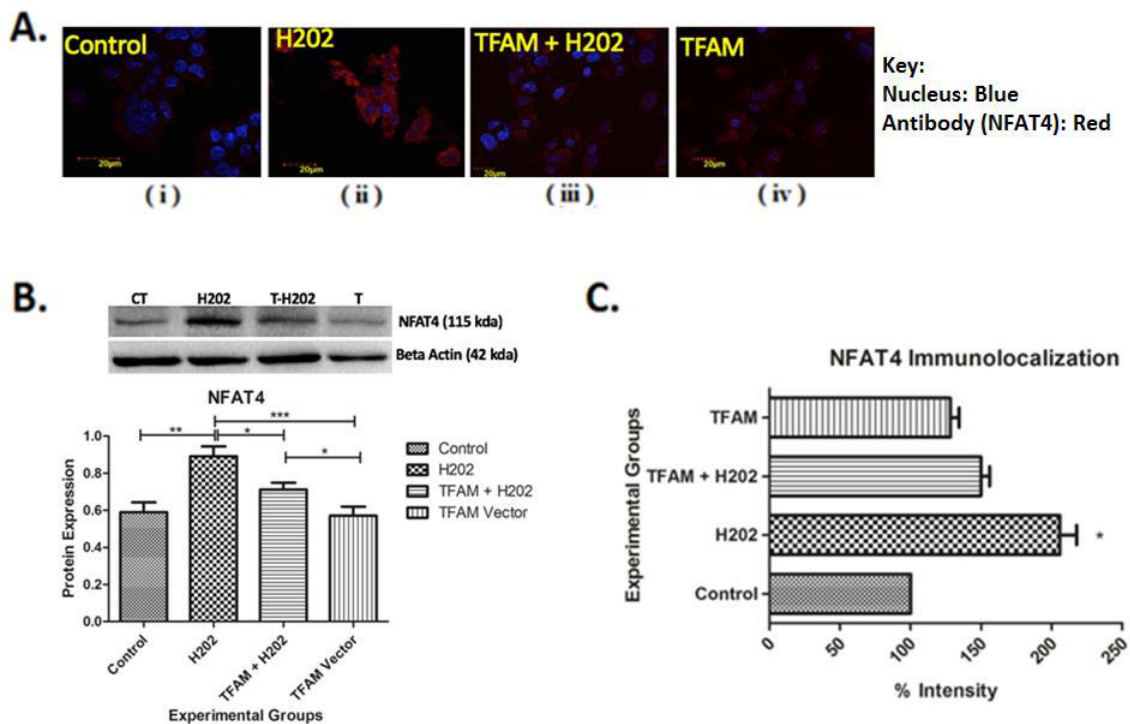 A.
Control
H202
TFAM + H202
TFAM
20µm
20µm
20µm
20µm
( i )
( ii )
( iii )
( iv )
Key:
Nucleus: Blue
Antibody (NFAT4): Red
B.
CT H202 T-H202 T
NFAT4 (115 kda)
Beta Actin (42 kda)
NFAT4
***
** *
*
1.0
0.8
0.6
0.4
0.2
0.0
Protein Expression
Control
H202
TFAM + H202
TFAM Vector
Experimental Groups
Control
H202
TFAM + H202
TFAM Vector
C.
NFAT4 Immunolocalization
Experimental Groups
TFAM
TFAM + H202
H202
*
Control
0 50 100 150 200 250
% Intensity